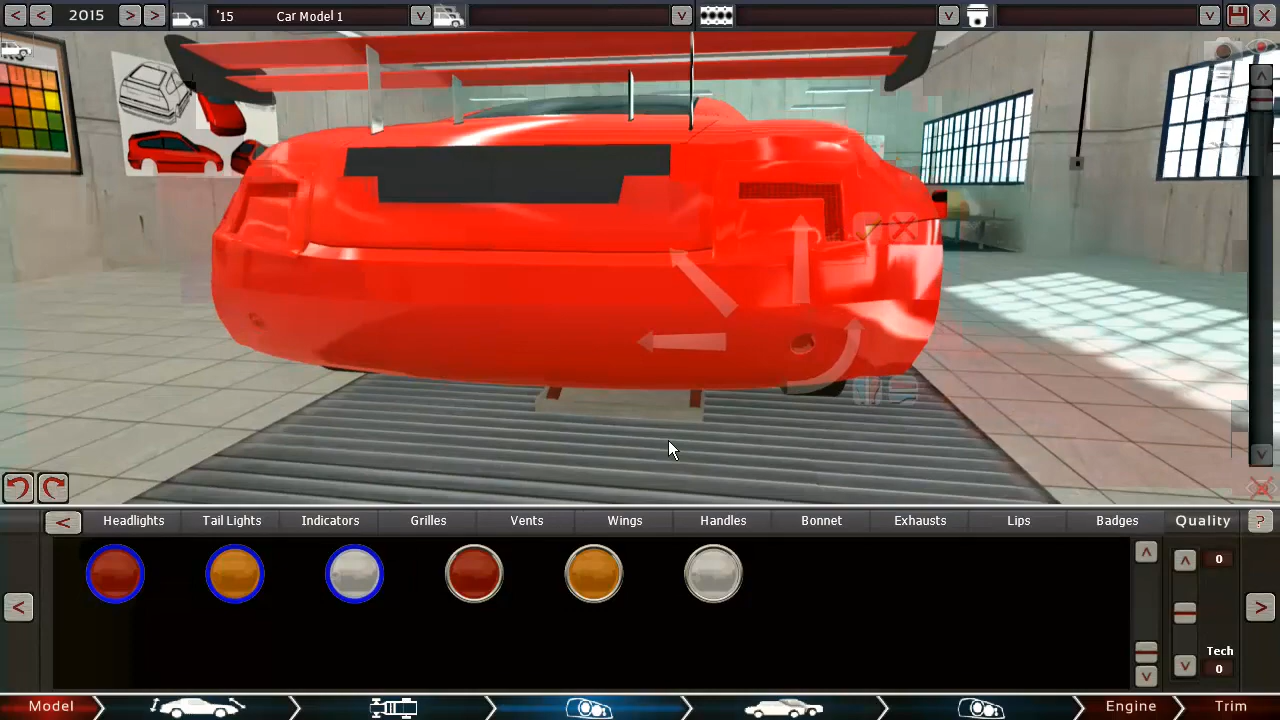 2015 '15 Car Model 1
Headlights Tail Lights Indicators Grilles Vents Wings Handles Bonnet Exhausts Lips Badges Quality ?
0
Tech
0
Model Engine Trim